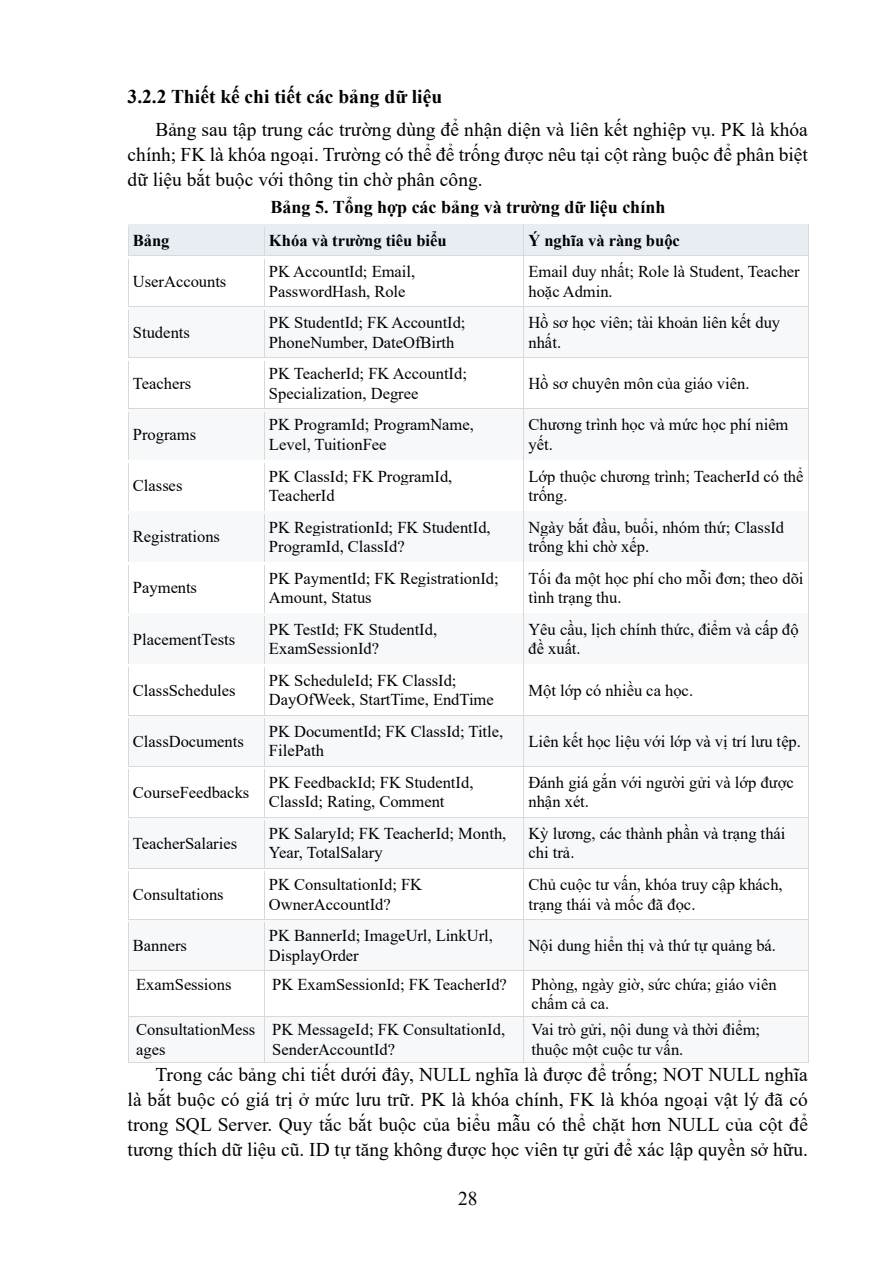 3.2.2 Thiết kế chi tiết các bảng dữ liệu
Bảng sau tập trung các trường dùng để nhận diện và liên kết nghiệp vụ. PK là khóa
chính; FK là khóa ngoại. Trường có thể để trống được nêu tại cột ràng buộc để phân biệt
dữ liệu bắt buộc với thông tin chờ phân công.
Bảng 5. Tổng hợp các bảng và trường dữ liệu chính
Bảng Khóa và trường tiêu biểu Ý nghĩa và ràng buộc
UserAccounts
PK AccountId; Email,
PasswordHash, Role
Email duy nhất; Role là Student, Teacher
hoặc Admin.
Students
PK StudentId; FK AccountId;
PhoneNumber, DateOfBirth
Hồ sơ học viên; tài khoản liên kết duy
nhất.
Teachers
PK TeacherId; FK AccountId;
Specialization, Degree
Hồ sơ chuyên môn của giáo viên.
Programs
PK ProgramId; ProgramName,
Level, TuitionFee
Chương trình học và mức học phí niêm
yết.
Classes
PK ClassId; FK ProgramId,
TeacherId
Lớp thuộc chương trình; TeacherId có thể
trống.
Registrations
PK RegistrationId; FK StudentId,
ProgramId, ClassId?
Ngày bắt đầu, buổi, nhóm thứ; ClassId
trống khi chờ xếp.
Payments
PK PaymentId; FK RegistrationId;
Amount, Status
Tối đa một học phí cho mỗi đơn; theo dõi
tình trạng thu.
PlacementTests
PK TestId; FK StudentId,
ExamSessionId?
Yêu cầu, lịch chính thức, điểm và cấp độ
đề xuất.
ClassSchedules
PK ScheduleId; FK ClassId;
DayOfWeek, StartTime, EndTime
Một lớp có nhiều ca học.
ClassDocuments
PK DocumentId; FK ClassId; Title,
FilePath
Liên kết học liệu với lớp và vị trí lưu tệp.
CourseFeedbacks
PK FeedbackId; FK StudentId,
ClassId; Rating, Comment
Đánh giá gắn với người gửi và lớp được
nhận xét.
TeacherSalaries
PK SalaryId; FK TeacherId; Month,
Year, TotalSalary
Kỳ lương, các thành phần và trạng thái
chi trả.
Consultations
PK ConsultationId; FK
OwnerAccountId?
Chủ cuộc tư vấn, khóa truy cập khách,
trạng thái và mốc đã đọc.
Banners
PK BannerId; ImageUrl, LinkUrl,
DisplayOrder
Nội dung hiển thị và thứ tự quảng bá.
ExamSessions
PK ExamSessionId; FK TeacherId?
Phòng, ngày giờ, sức chứa; giáo viên
chấm cả ca.
ConsultationMess
ages
PK MessageId; FK ConsultationId,
SenderAccountId?
Vai trò gửi, nội dung và thời điểm;
thuộc một cuộc tư vấn.
Trong các bảng chi tiết dưới đây, NULL nghĩa là được để trống; NOT NULL nghĩa
là bắt buộc có giá trị ở mức lưu trữ. PK là khóa chính, FK là khóa ngoại vật lý đã có
trong SQL Server. Quy tắc bắt buộc của biểu mẫu có thể chặt hơn NULL của cột để
tương thích dữ liệu cũ. ID tự tăng không được học viên tự gửi để xác lập quyền sở hữu.
28